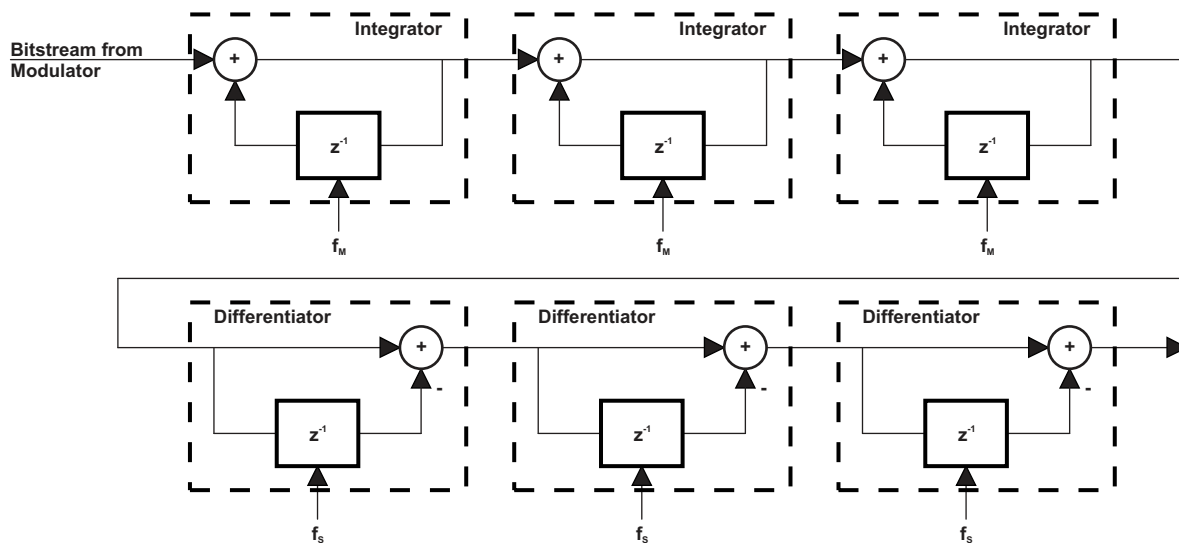 Integrator
Integrator
Integrator
Bitstream from
Modulator
+
+
+
z⁻¹
z⁻¹
z⁻¹
fM
fM
fM
Differentiator
Differentiator
Differentiator
+
+
+
-
-
-
z⁻¹
z⁻¹
z⁻¹
fS
fS
fS